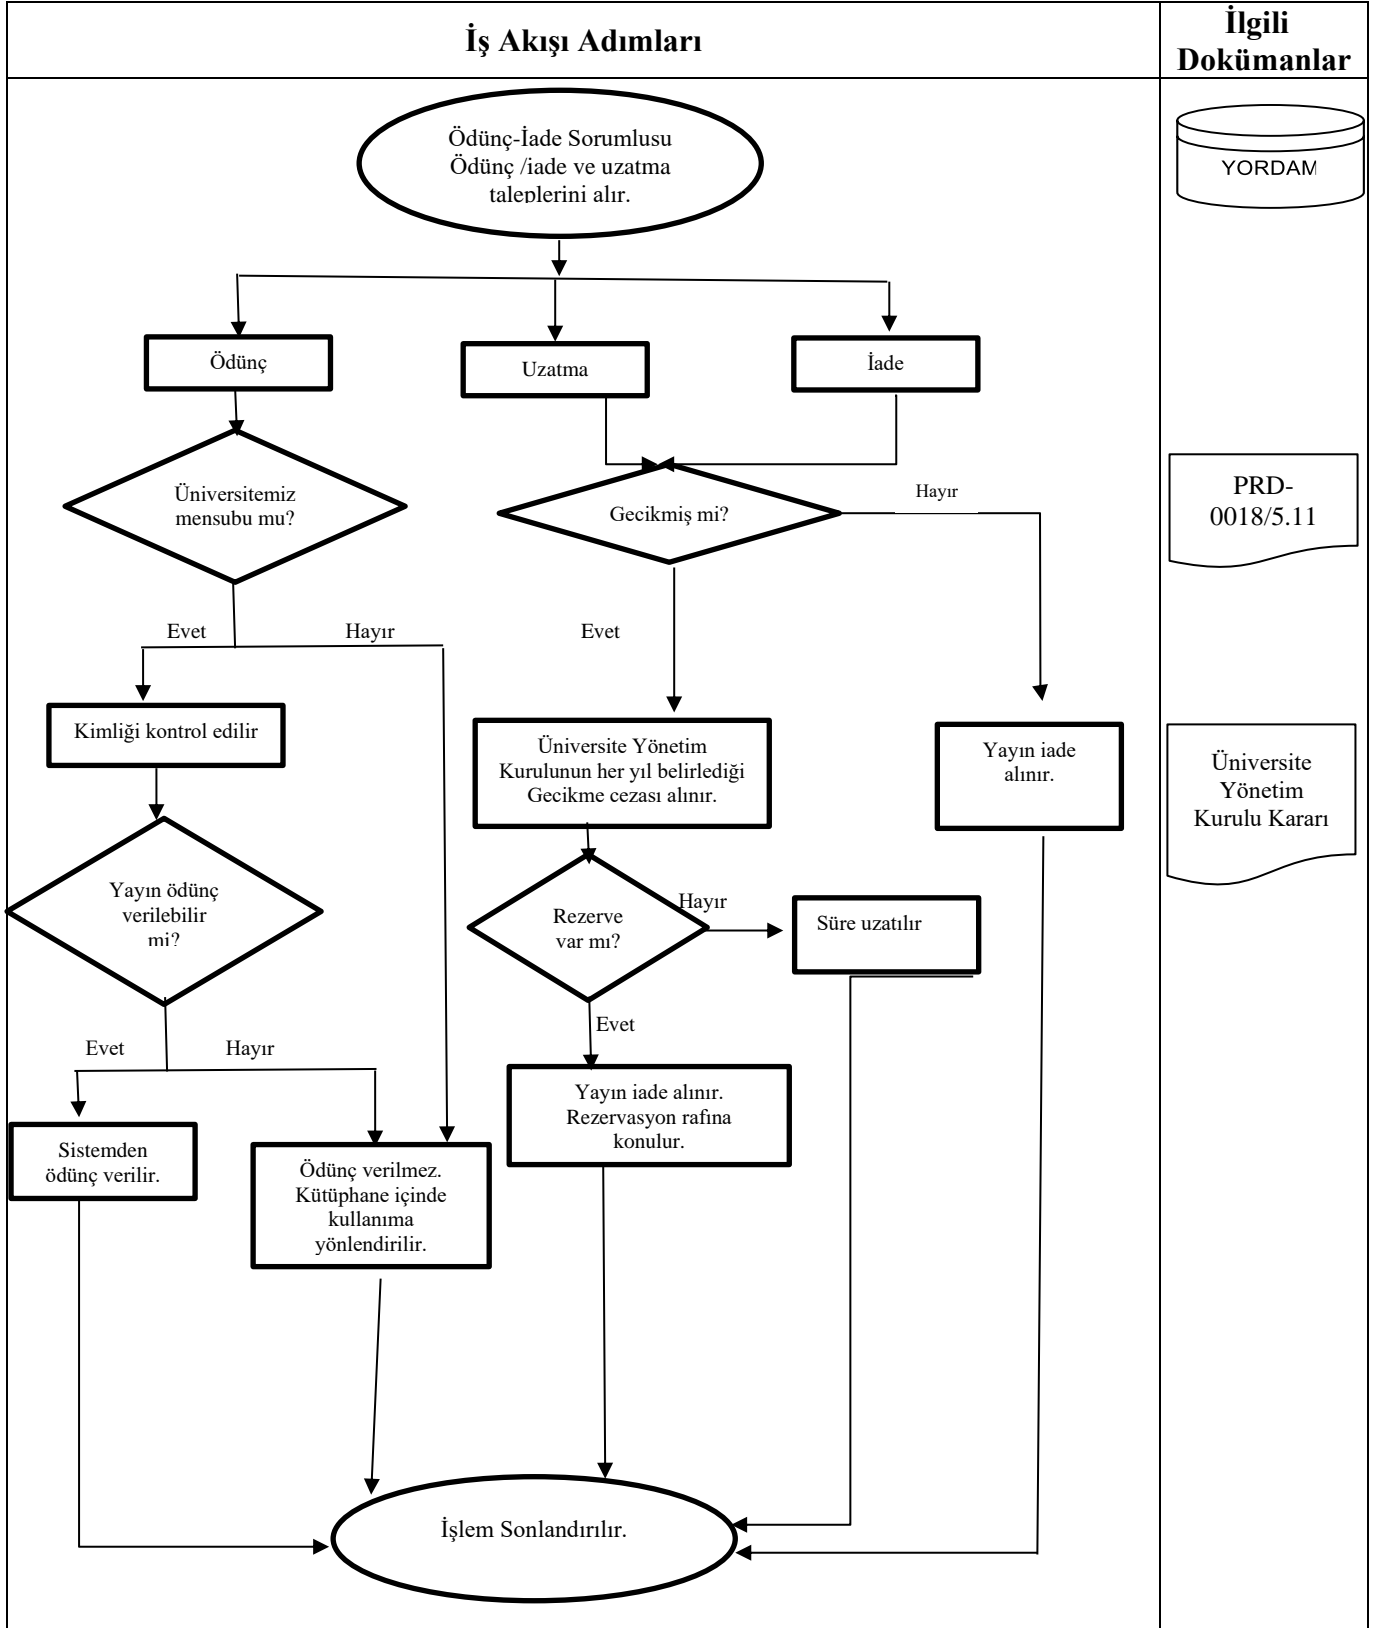 İş Akışı Adımları
İlgili
Dokümanlar
Ödünç-İade Sorumlusu
Ödünç /iade ve uzatma
taleplerini alır.
YORDAM
Ödünç
Uzatma
İade
Üniversitemiz
mensubu mu?
Gecikmiş mi?
Hayır
PRD-
0018/5.11
Evet
Hayır
Evet
Kimliği kontrol edilir
Üniversite Yönetim
Kurulunun her yıl belirlediği
Gecikme cezası alınır.
Yayın iade
alınır.
Üniversite
Yönetim
Kurulu Kararı
Yayın ödünç
verilebilir
mi?
Rezerve
var mı?
Hayır
Süre uzatılır
Evet
Evet
Hayır
Yayın iade alınır.
Rezervasyon rafına
konulur.
Sistemden
ödünç verilir.
Ödünç verilmez.
Kütüphane içinde
kullanıma
yönlendirilir.
İşlem Sonlandırılır.